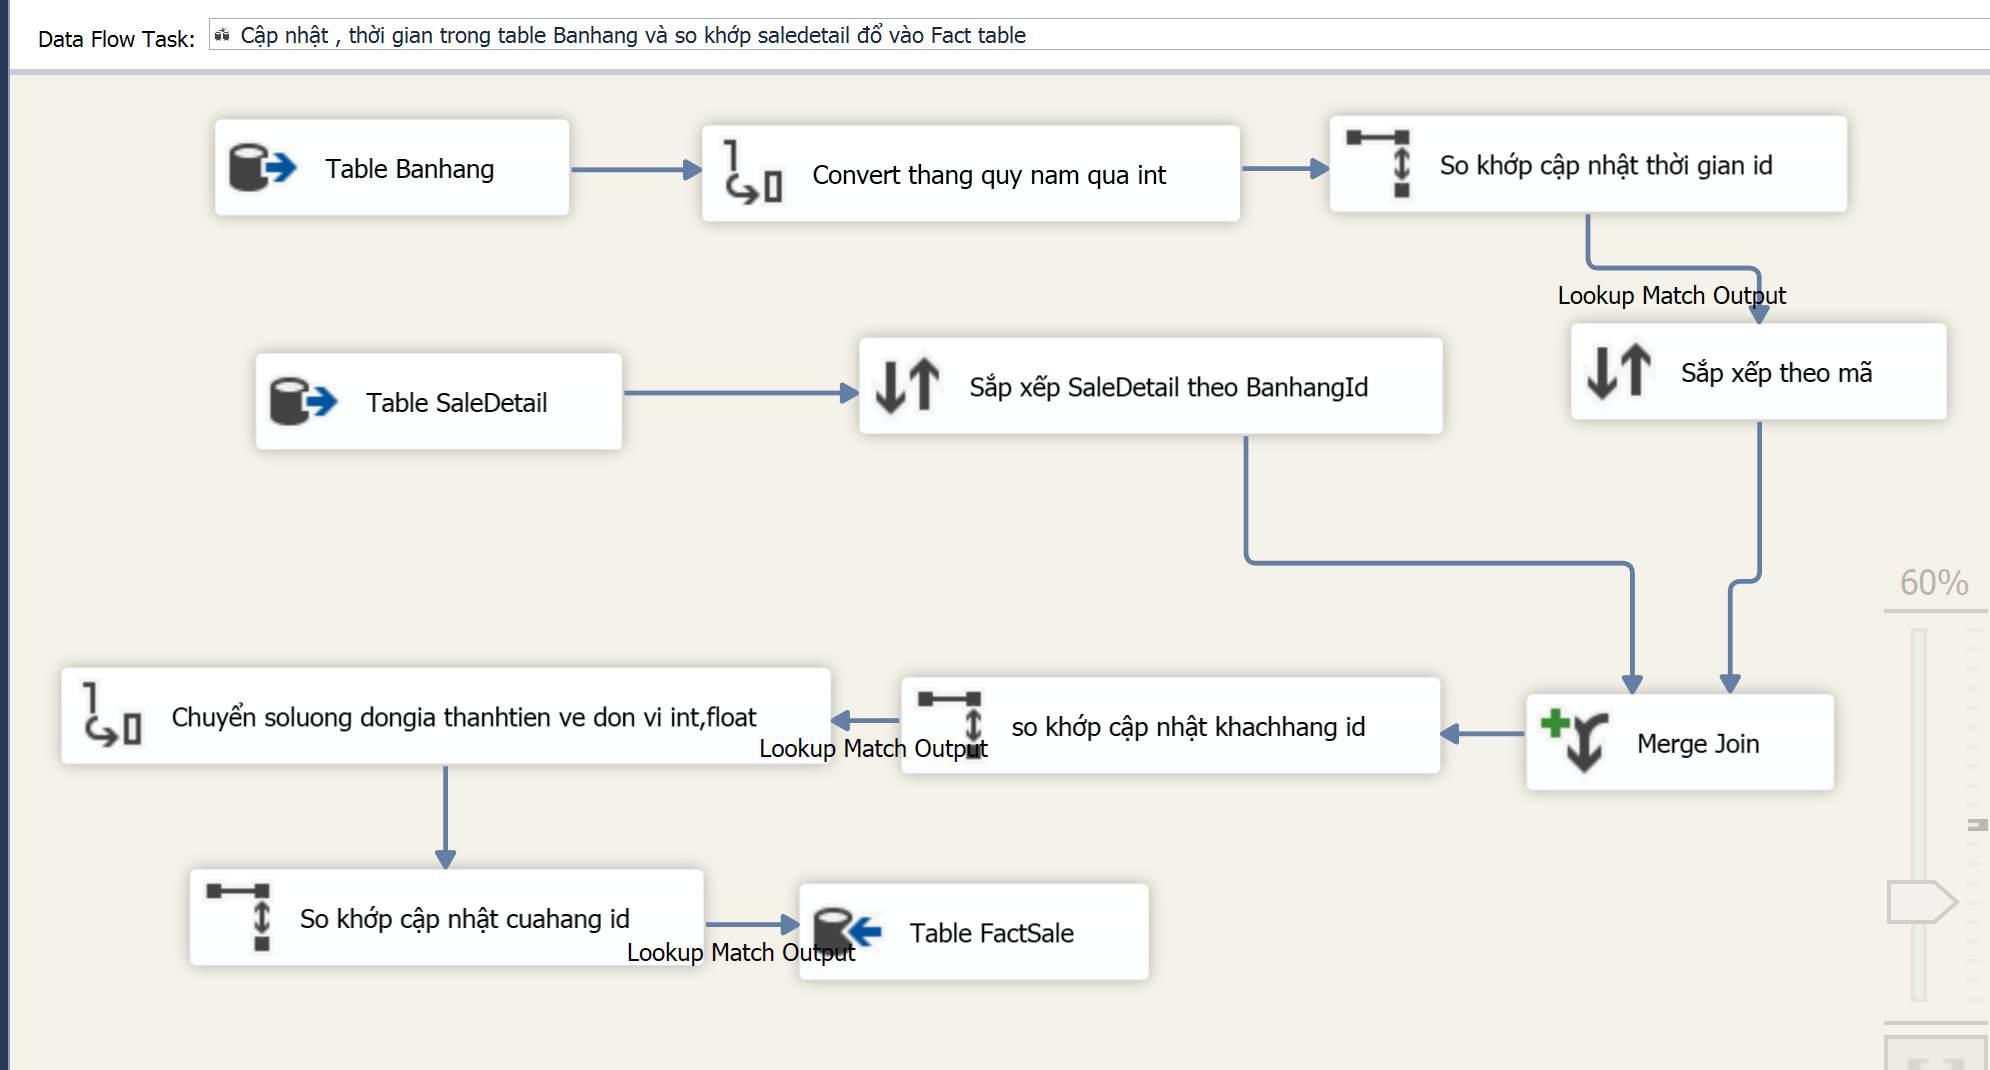 Data Flow Task: Cập nhật , thời gian trong table Banhang và so khớp saledetail đổ vào Fact table
Table Banhang
Convert thang quy nam qua int
So khớp cập nhật thời gian id
Lookup Match Output
Table SaleDetail
Sắp xếp SaleDetail theo BanhangId
Sắp xếp theo mã
60%
Chuyển soluong dongia thanhtien ve don vi int,float
Lookup Match Output
so khớp cập nhật khachhang id
Merge Join
So khớp cập nhật cuahang id
Lookup Match Output
Table FactSale